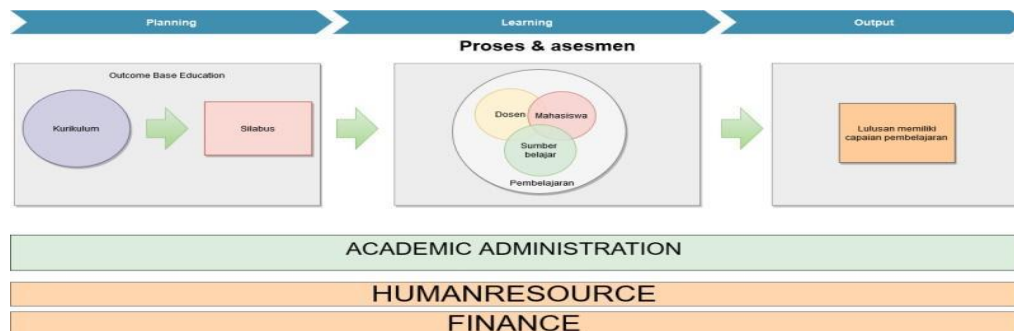 Planning
Learning
Output
Proses & asesmen
Outcome Base Education
Kurikulum
Silabus
Dosen
Mahasiswa
Sumber
belajar
Pembelajaran
Lulusan memiliki
capaian pembelajaran
ACADEMIC ADMINISTRATION
HUMANRESOURCE
FINANCE